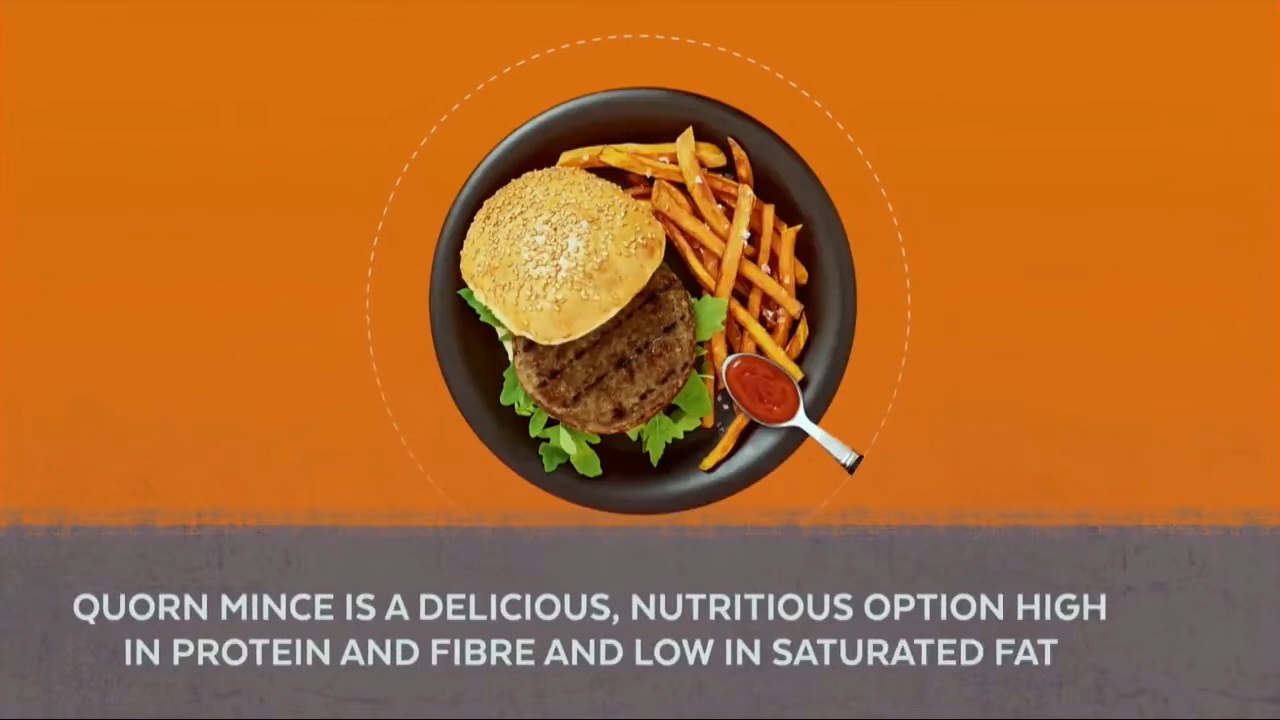 QUORN MINCE IS A DELICIOUS, NUTRITIOUS OPTION HIGH
IN PROTEIN AND FIBRE AND LOW IN SATURATED FAT